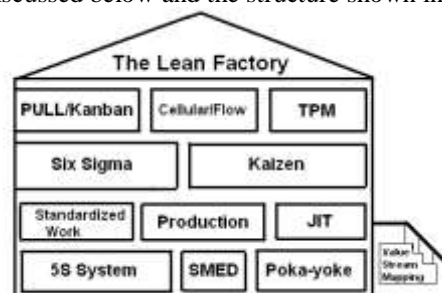 iscussed below and the structure shown in
The Lean Factory
PULL/Kanban
Cellular/Flow
TPM
Six Sigma
Kaizen
Standardized
Work
Production
JIT
5S System
SMED
Poka-yoke
Value
Stream
Mapping